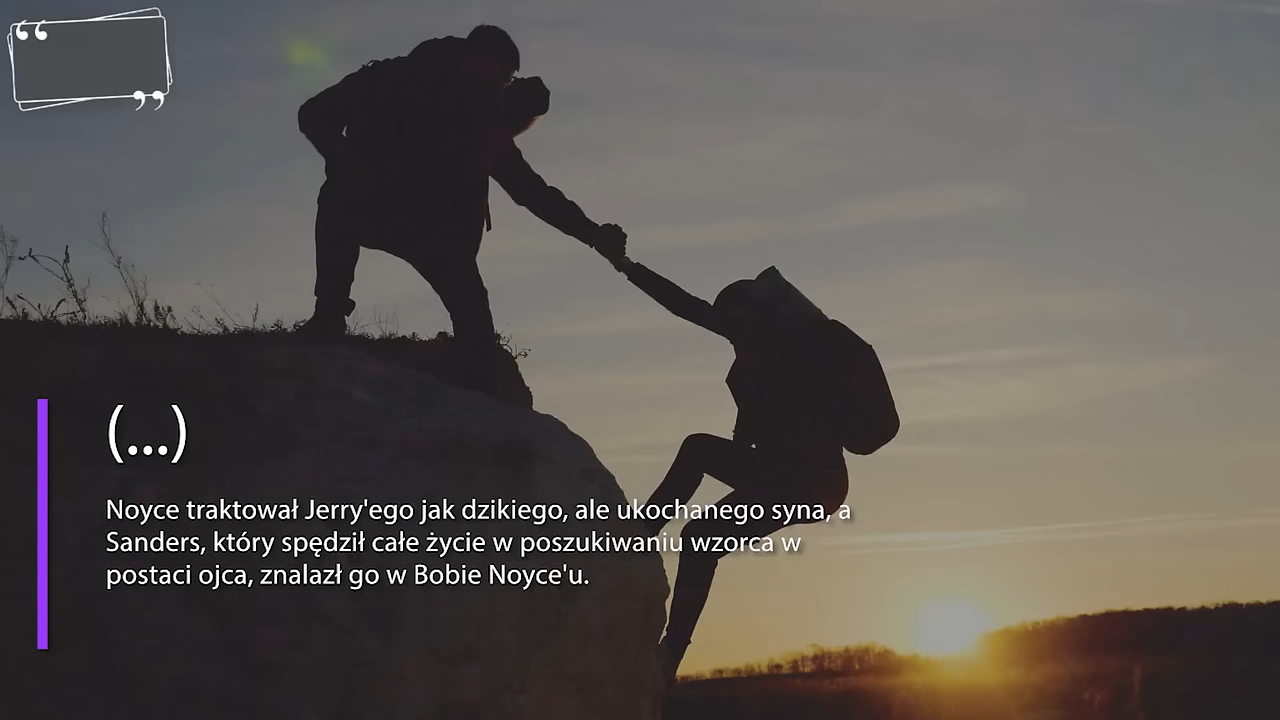 (...)
Noyce traktował Jerry'ego jak dzikiego, ale ukochanego syna, a
Sanders, który spędził całe życie w poszukiwaniu wzorca w
postaci ojca, znalazł go w Bobie Noyce'u.